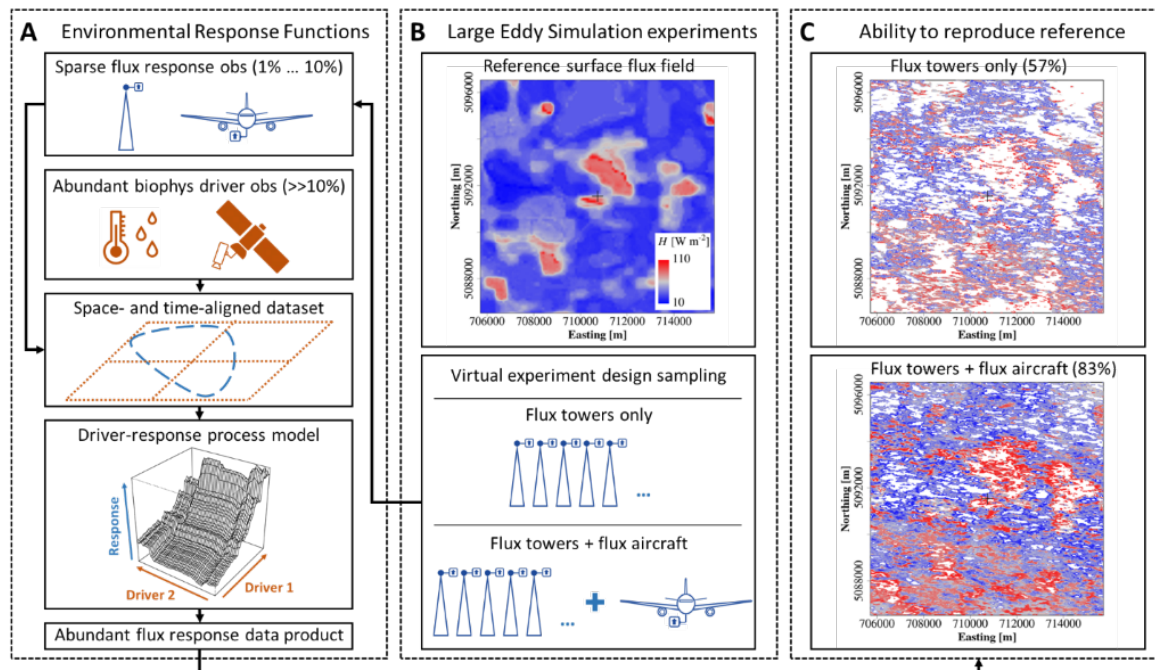 A Environmental Response Functions
Sparse flux response obs (1% ... 10%)
Abundant biophys driver obs (>>10%)
Space- and time-aligned dataset
Driver-response process model
Response
Driver 2
Driver 1
Abundant flux response data product
B Large Eddy Simulation experiments
Reference surface flux field
5096000
5092000
5088000
Northing [m]
H [W m-2]
110
10
706000 708000 710000 712000 714000
Easting [m]
Virtual experiment design sampling
Flux towers only
...
Flux towers + flux aircraft
...
+
C Ability to reproduce reference
Flux towers only (57%)
5096000
5092000
5088000
Northing [m]
706000 708000 710000 712000 714000
Easting [m]
Flux towers + flux aircraft (83%)
5096000
5092000
5088000
Northing [m]
706000 708000 710000 712000 714000
Easting [m]